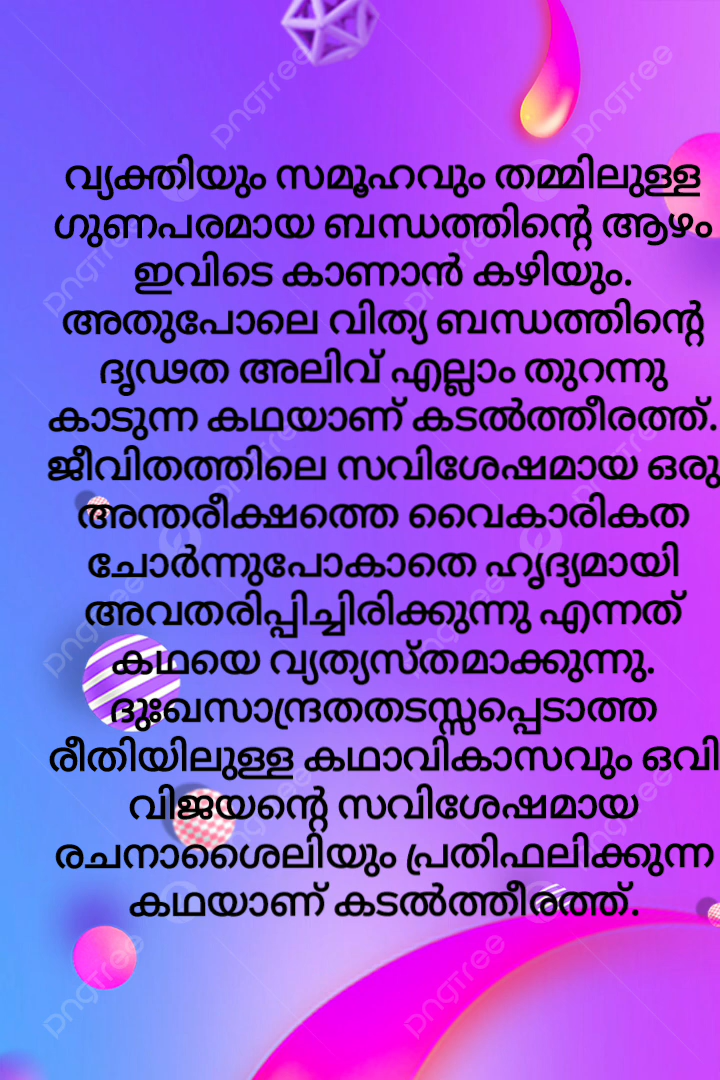 വ്യക്തിയും സമൂഹവും തമ്മിലുള്ള
ഗുണപരമായ ബന്ധത്തിന്റെ ആഴം
ഇവിടെ കാണാൻ കഴിയും.
അതുപോലെ വിത്യ ബന്ധത്തിന്റെ
ദൃഢത അലിവ് എല്ലാം തുറന്നു
കാടുന്ന കഥയാണ് കടൽത്തീരത്ത്.
ജീവിതത്തിലെ സവിശേഷമായ ഒരു
അന്തരീക്ഷത്തെ വൈകാരികത
ചോർന്നുപോകാതെ ഹൃദ്യമായി
അവതരിപ്പിച്ചിരിക്കുന്നു എന്നത്
കഥയെ വ്യത്യസ്തമാക്കുന്നു.
ദുഃഖസാന്ദ്രതതടസ്സപ്പെടാത്ത
രീതിയിലുള്ള കഥാവികാസവും ഒവി
വിജയന്റെ സവിശേഷമായ
രചനാശൈലിയും പ്രതിഫലിക്കുന്ന
കഥയാണ് കടൽത്തീരത്ത്.